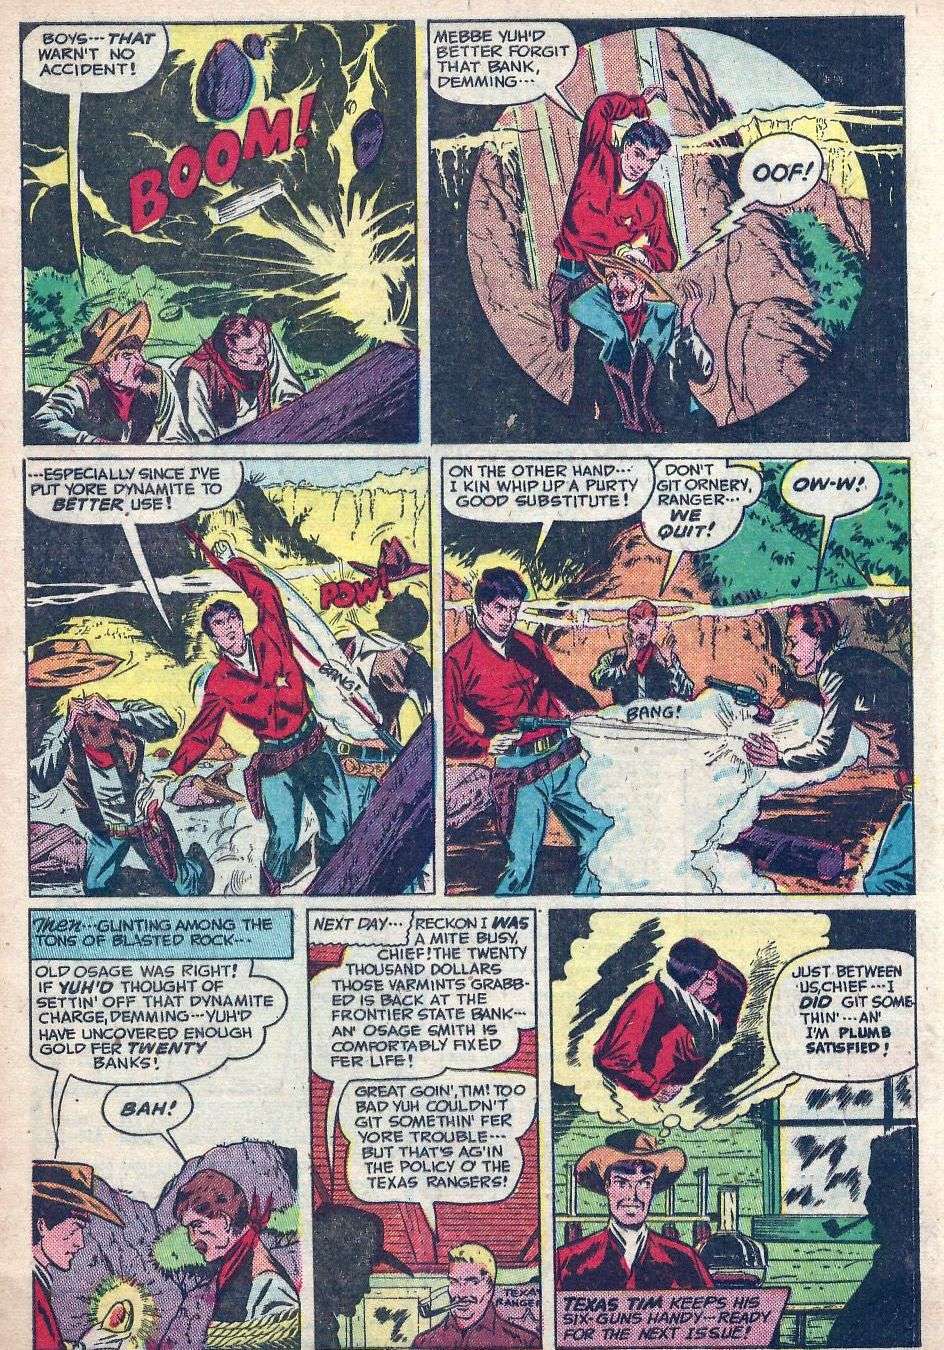 BOYS--- THAT
WARN'T NO
ACCIDENT!
BOOM!
MEBBE YUH'D
BETTER FORGIT
THAT BANK,
DEMMING---
OOF!
---ESPECIALLY SINCE I'VE
PUT YORE DYNAMITE TO
BETTER USE!
POW!
BANG!
ON THE OTHER HAND---
I KIN WHIP UP A PURTY
GOOD SUBSTITUTE!
DON'T
GIT ORNERY,
RANGER---
WE
QUIT!
OW-W!
BANG!
THEN---GLINTING AMONG THE
TONS OF BLASTED ROCK---
OLD OSAGE WAS RIGHT!
IF YUH'D THOUGHT OF
SETTIN' OFF THAT DYNAMITE
CHARGE, DEMMING---YUH'D
HAVE UNCOVERED ENOUGH
GOLD FER TWENTY
BANKS!
BAH!
NEXT DAY---
RECKON I WAS
A MITE BUSY,
CHIEF! THE TWENTY
THOUSAND DOLLARS
THOSE VARMINTS GRABB-
ED IS BACK AT THE
FRONTIER STATE BANK---
AN' OSAGE SMITH IS
COMFORTABLY FIXED
FER LIFE!
GREAT GOIN', TIM! TOO
BAD YUH COULDN'T
GIT SOMETHIN' FER
YORE TROUBLE---
BUT THAT'S AG'IN
THE POLICY O' THE
TEXAS RANGERS!
TEXAS
RANGER
JUST BETWEEN
US, CHIEF---I
DID GIT SOME-
THIN'---AN'
I'M PLUMB
SATISFIED!
TEXAS TIM KEEPS HIS
SIX-GUNS HANDY--READY
FOR THE NEXT ISSUE!